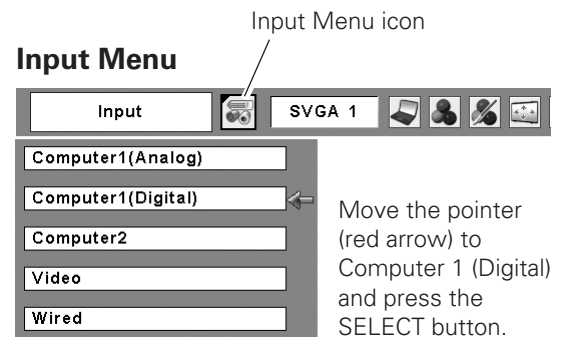 Input Menu icon
Input Menu
Input
SVGA 1
Computer1(Analog)
Computer1(Digital)
Computer2
Video
Wired
Move the pointer
(red arrow) to
Computer 1 (Digital)
and press the
SELECT button.